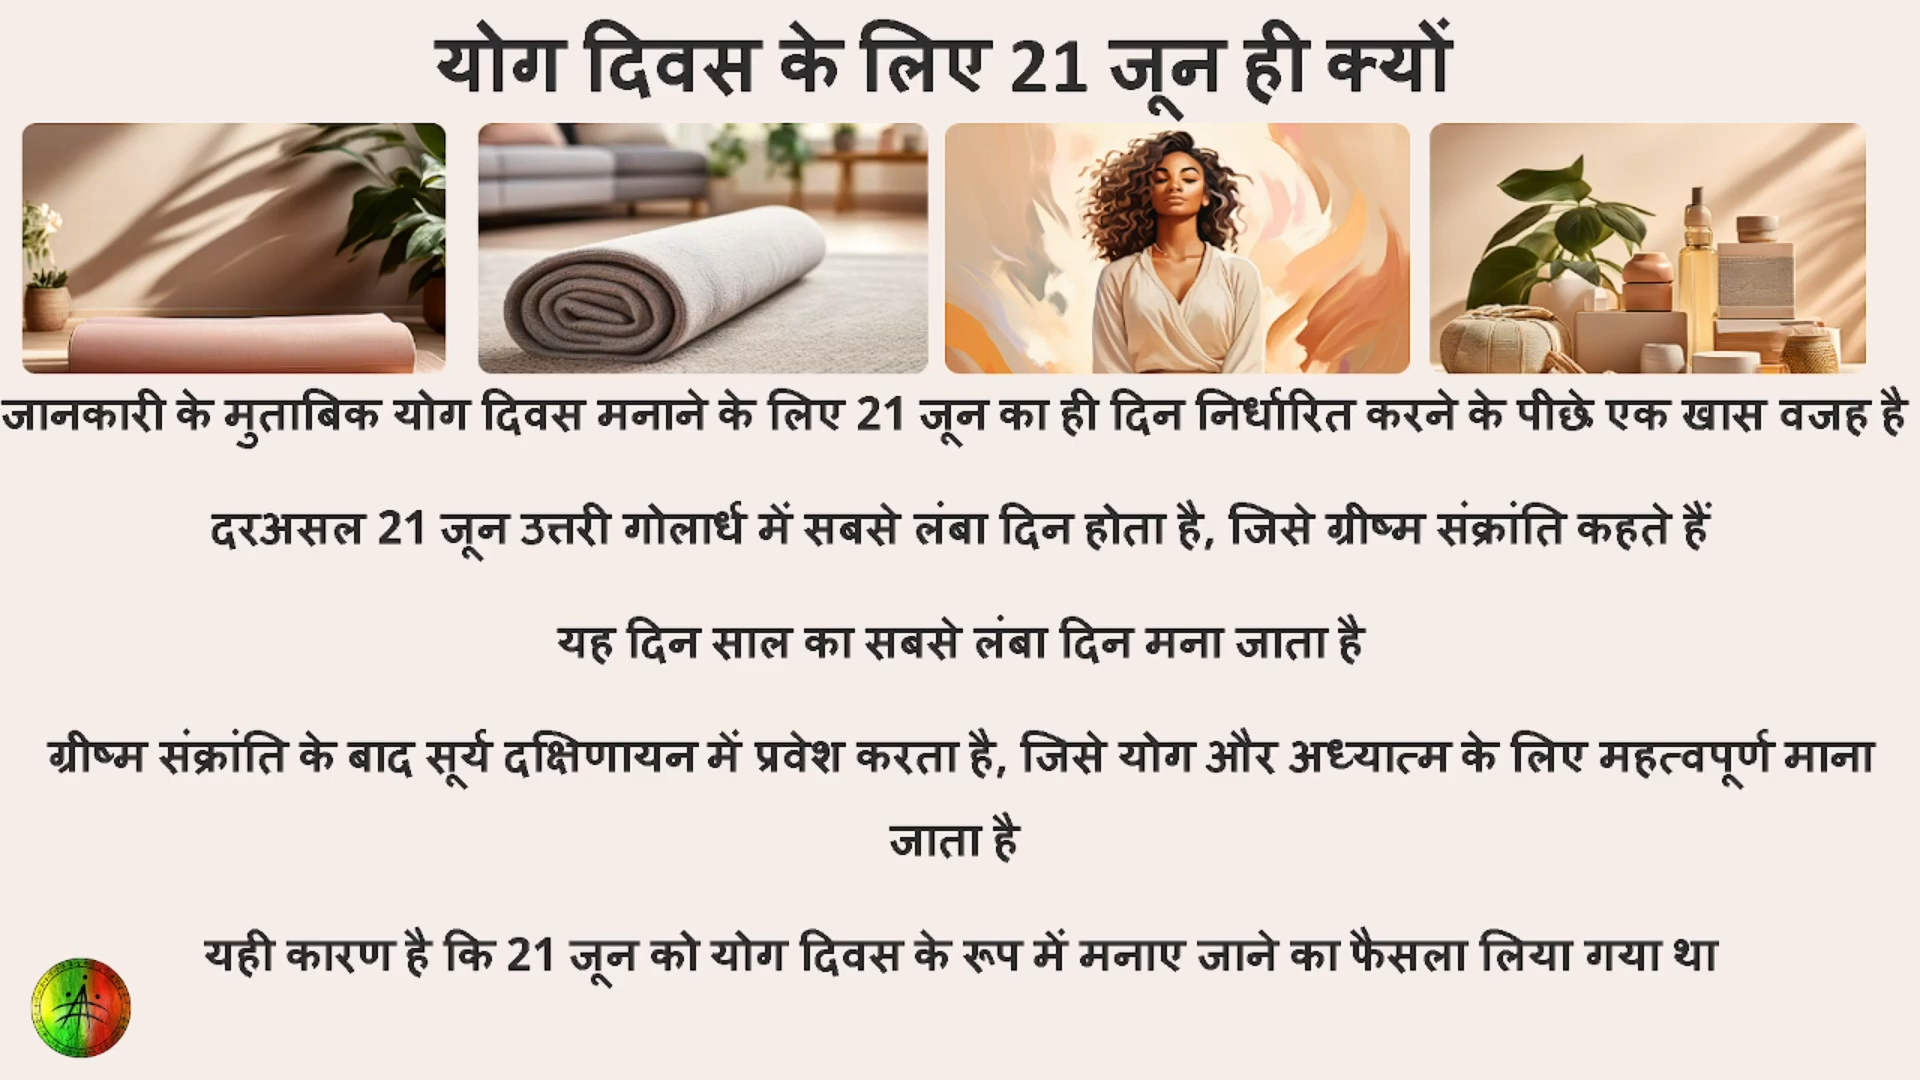 योग दिवस के लिए 21 जून ही क्यों
जानकारी के मुताबिक योग दिवस मनाने के लिए 21 जून का ही दिन निर्धारित करने के पीछे एक खास वजह है
दरअसल 21 जून उत्तरी गोलार्ध में सबसे लंबा दिन होता है, जिसे ग्रीष्म संक्रांति कहते हैं
यह दिन साल का सबसे लंबा दिन मना जाता है
ग्रीष्म संक्रांति के बाद सूर्य दक्षिणायन में प्रवेश करता है, जिसे योग और अध्यात्म के लिए महत्वपूर्ण माना
जाता है
यही कारण है कि 21 जून को योग दिवस के रूप में मनाए जाने का फैसला लिया गया था